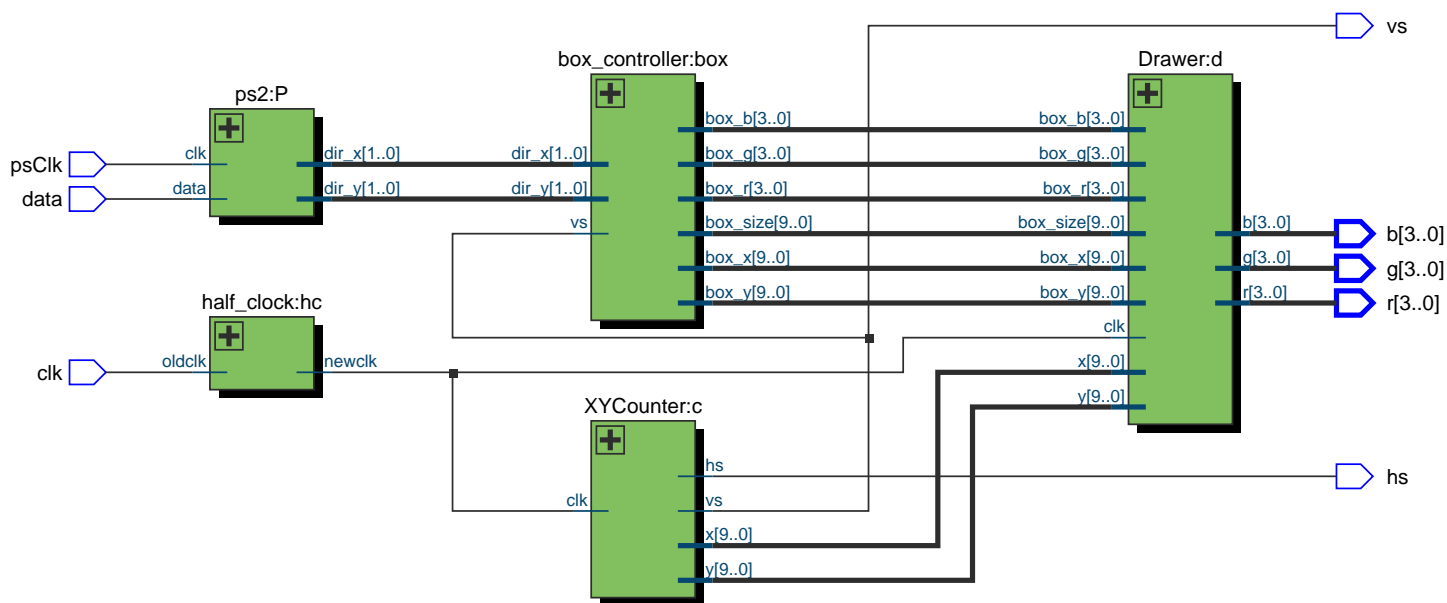 vs
box_controller:box
Drawer:d
ps2:P
box_b[3..0]
box_b[3..0]
psClk
clk
dir_x[1..0]
dir_x[1..0]
box_g[3..0]
box_g[3..0]
data
data
dir_y[1..0]
dir_y[1..0]
box_r[3..0]
box_r[3..0]
vs
box_size[9..0]
box_size[9..0]
b[3..0]
b[3..0]
box_x[9..0]
box_x[9..0]
g[3..0]
g[3..0]
half_clock:hc
box_y[9..0]
box_y[9..0]
r[3..0]
r[3..0]
clk
clk
oldclk
newclk
x[9..0]
y[9..0]
XYCounter:c
hs
hs
clk
vs
x[9..0]
y[9..0]